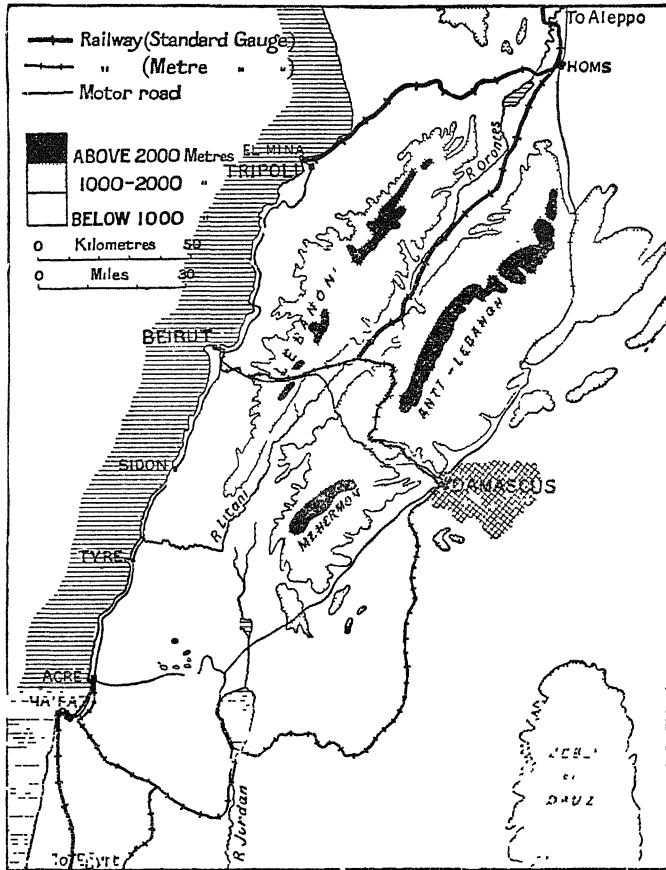 To Aleppo
Railway (Standard Gauge)
" (Metre " ")
Motor road
HOMS
ABOVE 2000 Metres
1000-2000 "
BELOW 1000 "
EL MINA
TRIPOLI
R. Orontes
0 Kilometres 50
0 Miles 30
LEBANON
BEIRUT
ANTI-LEBANON
SIDON
R. Litani
DAMASCUS
MT. HERMON
TYRE
ACRE
HAIFA
R. Jordan